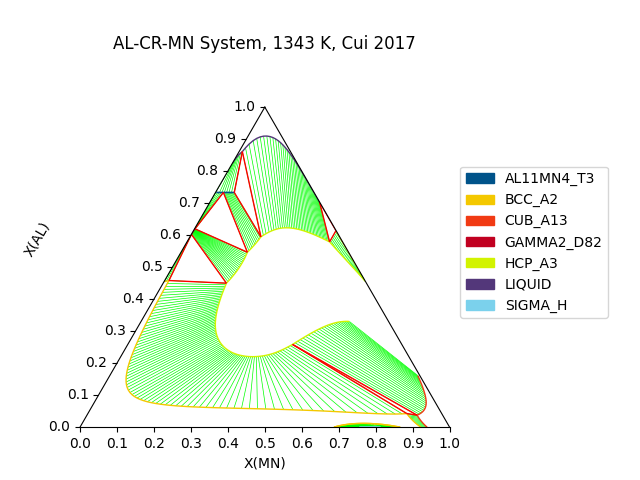 AL-CR-MN System, 1343 K, Cui 2017
1.0
0.9
0.8
0.7
0.6
0.5
0.4
0.3
0.2
0.1
0.0
X(AL)
0.0 0.1 0.2 0.3 0.4 0.5 0.6 0.7 0.8 0.9 1.0
X(MN)
AL11MN4_T3
BCC_A2
CUB_A13
GAMMA2_D82
HCP_A3
LIQUID
SIGMA_H